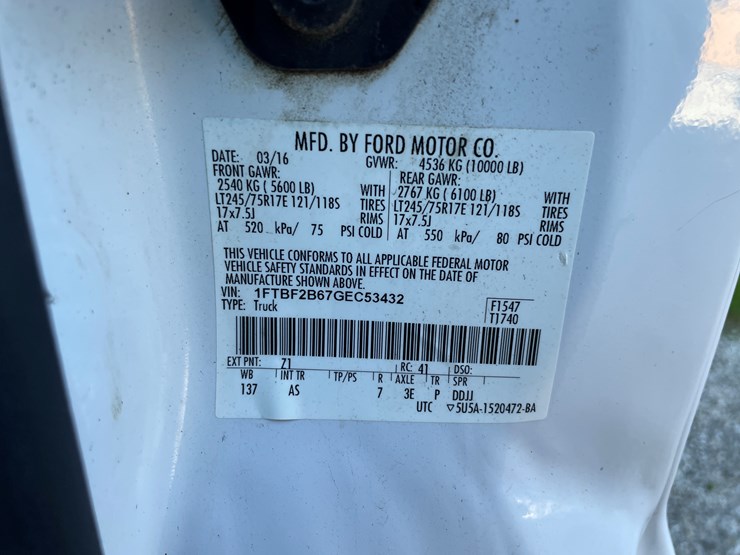 MFD. BY FORD MOTOR CO.
DATE: 03/16 GVWR: 4536 KG (10000 LB)
FRONT GAWR: REAR GAWR:
2540 KG ( 5600 LB) WITH 2767 KG ( 6100 LB) WITH
LT245/75R17E 121/118S TIRES LT245/75R17E 121/118S TIRES
17x7.5J RIMS 17x7.5J RIMS
AT 520 kPa/ 75 PSI COLD AT 550 kPa/ 80 PSI COLD
THIS VEHICLE CONFORMS TO ALL APPLICABLE FEDERAL MOTOR
VEHICLE SAFETY STANDARDS IN EFFECT ON THE DATE OF
MANUFACTURE SHOWN ABOVE.
VIN: 1FTBF2B67GEC53432
TYPE: Truck
F1547
T1740
EXT PNT: 71 RC: 41 DSO:
WB INT TR TP/PS R AXLE TR SPR
137 AS 7 3E P DDJJ
UTC ▽5U5A-1520472-BA